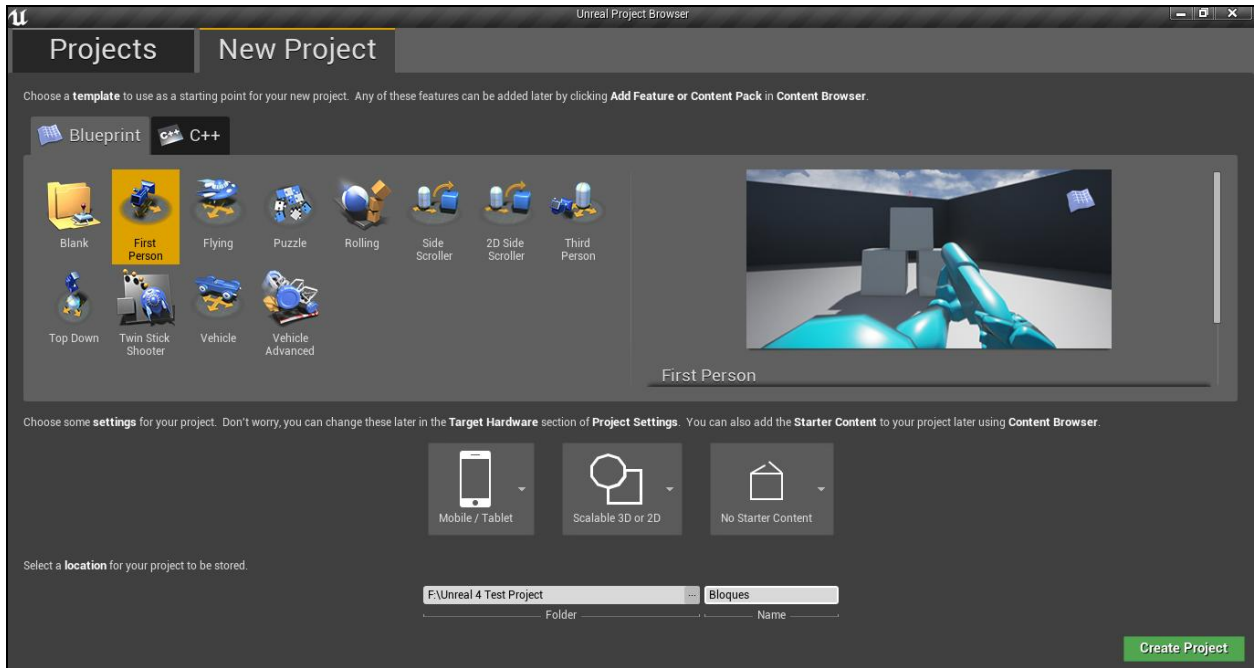 Unreal Project Browser
Projects
New Project
Choose a template to use as a starting point for your new project. Any of these features can be added later by clicking Add Feature or Content Pack in Content Browser.
Blueprint
C++
C++
Blank
First
Person
Flying
Puzzle
Rolling
Side
Scroller
2D Side
Scroller
Third
Person
Top Down
Twin Stick
Shooter
Vehicle
Vehicle
Advanced
First Person
Choose some settings for your project. Don't worry, you can change these later in the Target Hardware section of Project Settings. You can also add the Starter Content to your project later using Content Browser.
Mobile / Tablet
Scalable 3D or 2D
No Starter Content
Select a location for your project to be stored.
F:\Unreal 4 Test Project
...
Bloques
Folder
Name
Create Project